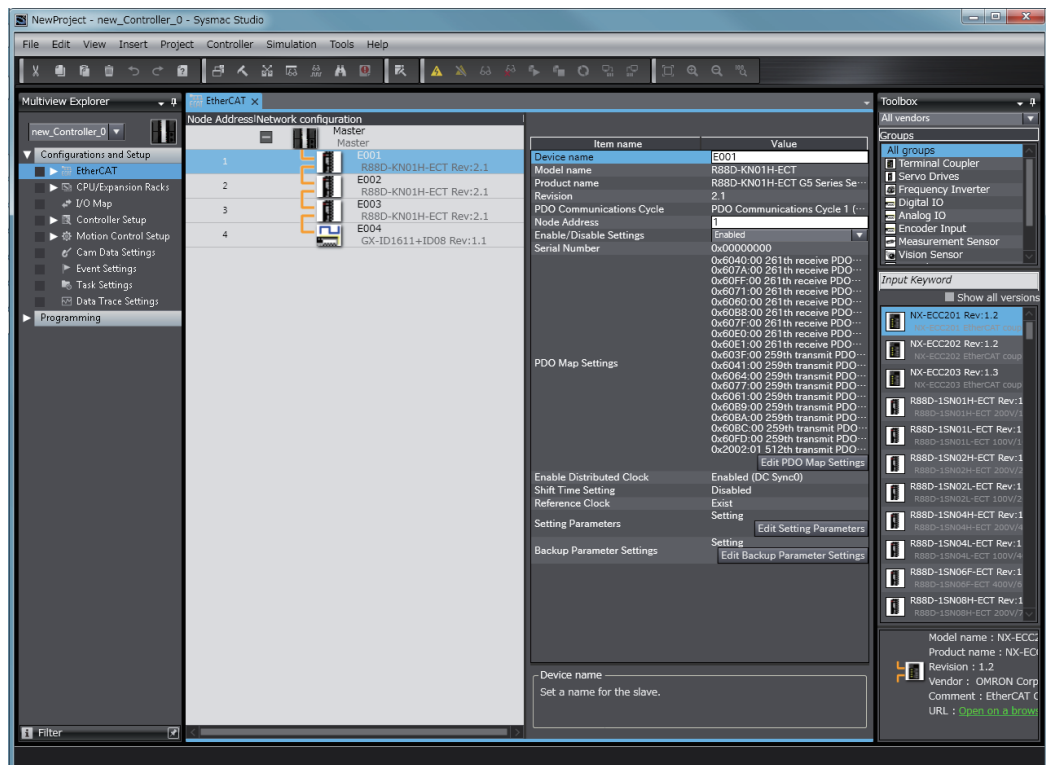 NewProject - new_Controller_0 - Sysmac Studio
File Edit View Insert Project Controller Simulation Tools Help
Multiview Explorer
new_Controller_0
Configurations and Setup
EtherCAT
CPU/Expansion Racks
I/O Map
Controller Setup
Motion Control Setup
Cam Data Settings
Event Settings
Task Settings
Data Trace Settings
Programming
Filter
EtherCAT
Node Address|Network configuration
Master
Master
1
E001
R88D-KN01H-ECT Rev:2.1
2
E002
R88D-KN01H-ECT Rev:2.1
3
E003
R88D-KN01H-ECT Rev:2.1
4
E004
GX-ID1611+ID08 Rev:1.1
Item name Value
Device name E001
Model name R88D-KN01H-ECT
Product name R88D-KN01H-ECT G5 Series Se···
Revision 2.1
PDO Communications Cycle PDO Communications Cycle 1 (···
Node Address 1
Enable/Disable Settings Enabled
Serial Number 0x00000000
PDO Map Settings
0x6040:00 261th receive PDO···
0x607A:00 261th receive PDO···
0x60FF:00 261th receive PDO···
0x6071:00 261th receive PDO···
0x6060:00 261th receive PDO···
0x60B8:00 261th receive PDO···
0x607F:00 261th receive PDO···
0x60E0:00 261th receive PDO···
0x60E1:00 261th receive PDO···
0x603F:00 259th transmit PDO···
0x6041:00 259th transmit PDO···
0x6064:00 259th transmit PDO···
0x6077:00 259th transmit PDO···
0x6061:00 259th transmit PDO···
0x60B9:00 259th transmit PDO···
0x60BA:00 259th transmit PDO···
0x60BC:00 259th transmit PDO···
0x60FD:00 259th transmit PDO···
0x2002:01 512th transmit PDO···
Edit PDO Map Settings
Enable Distributed Clock Enabled (DC Sync0)
Shift Time Setting Disabled
Reference Clock Exist
Setting Parameters Setting
Edit Setting Parameters
Backup Parameter Settings Setting
Edit Backup Parameter Settings
Device name
Set a name for the slave.
Toolbox
All vendors
Groups
All groups
Terminal Coupler
Servo Drives
Frequency Inverter
Digital IO
Analog IO
Encoder Input
Measurement Sensor
Vision Sensor
Input Keyword
Show all versions
NX-ECC201 Rev:1.2
NX-ECC201 EtherCAT coup
NX-ECC202 Rev:1.2
NX-ECC202 EtherCAT coup
NX-ECC203 Rev:1.3
NX-ECC203 EtherCAT coup
R88D-1SN01H-ECT Rev:1
R88D-1SN01H-ECT 200V/1
R88D-1SN01L-ECT Rev:1
R88D-1SN01L-ECT 100V/1
R88D-1SN02H-ECT Rev:1
R88D-1SN02H-ECT 200V/2
R88D-1SN02L-ECT Rev:1
R88D-1SN02L-ECT 100V/2
R88D-1SN04H-ECT Rev:1
R88D-1SN04H-ECT 200V/4
R88D-1SN04L-ECT Rev:1
R88D-1SN04L-ECT 100V/4
R88D-1SN06F-ECT Rev:1
R88D-1SN06F-ECT 400V/6
R88D-1SN08H-ECT Rev:1
R88D-1SN08H-ECT 200V/7
Model name : NX-ECC2
Product name : NX-EC
Revision : 1.2
Vendor : OMRON Corp
Comment : EtherCAT C
URL : Open on a brows